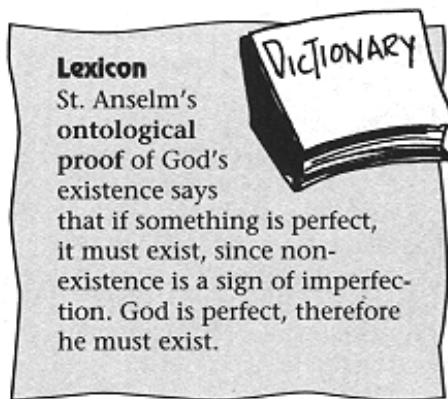 DICTIONARY
Lexicon
St. Anselm's
ontological
proof of God's
existence says
that if something is perfect,
it must exist, since non-
existence is a sign of imperfec-
tion. God is perfect, therefore
he must exist.